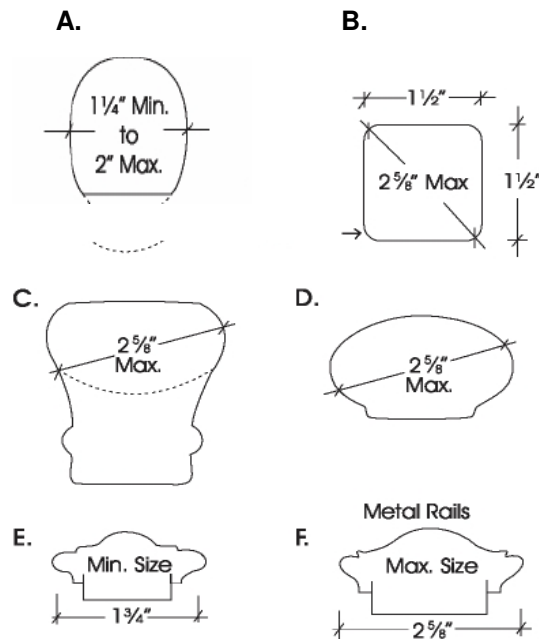 A.
1¼" Min.
to
2" Max.
B.
1½"
2⅝" Max
1½"
C.
2⅝"
Max.
D.
2⅝"
Max.
E.
Min. Size
1¾"
Metal Rails
F.
Max. Size
2⅝"